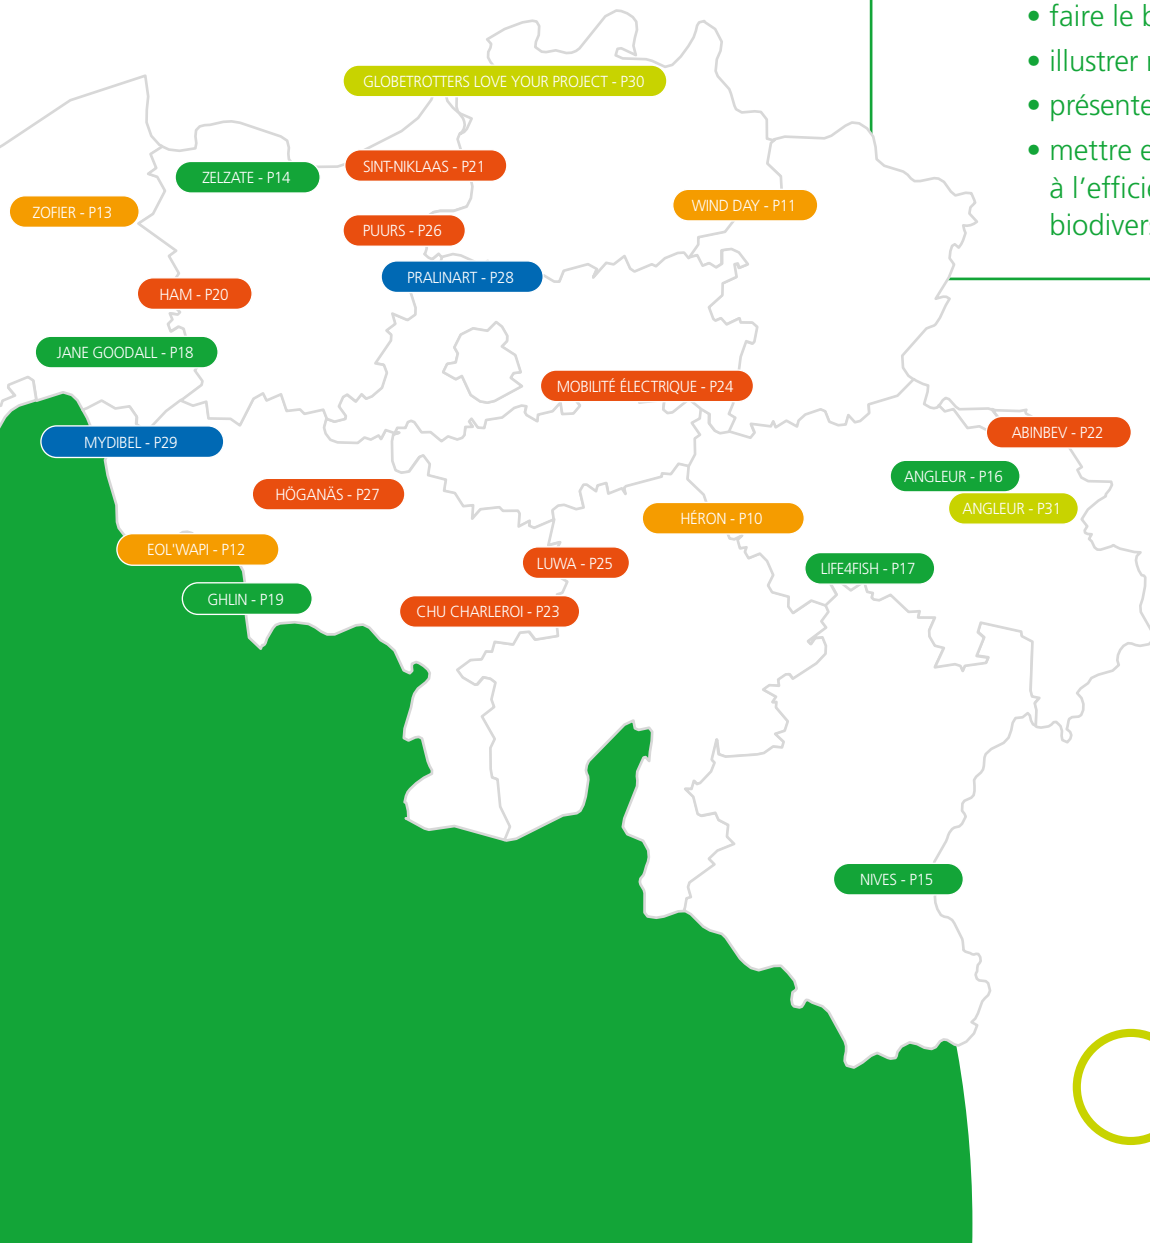 • faire le
• illustrer
• 
• mettre
à
GLOBETROTTERS LOVE YOUR PROJECT - P30
SINT-NIKLAAS - P21
ZELZATE - P14
ZOFIER - P13
WIND DAY - P11
PUURS - P26
PRALINART - P28
HAM - P20
JANE GOODALL - P18
MOBILITÉ ÉLECTRIQUE - P24
MYDIBEL - P29
ABINBEV - P22
ANGLEUR - P16
HÖGANÄS - P27
ANGLEUR - P31
HÉRON - P10
EOL'WAPI - P12
LUWA - P25
LIFE4FISH - P17
GHLIN - P19
CHU CHARLEROI - P23
NIVES - P15